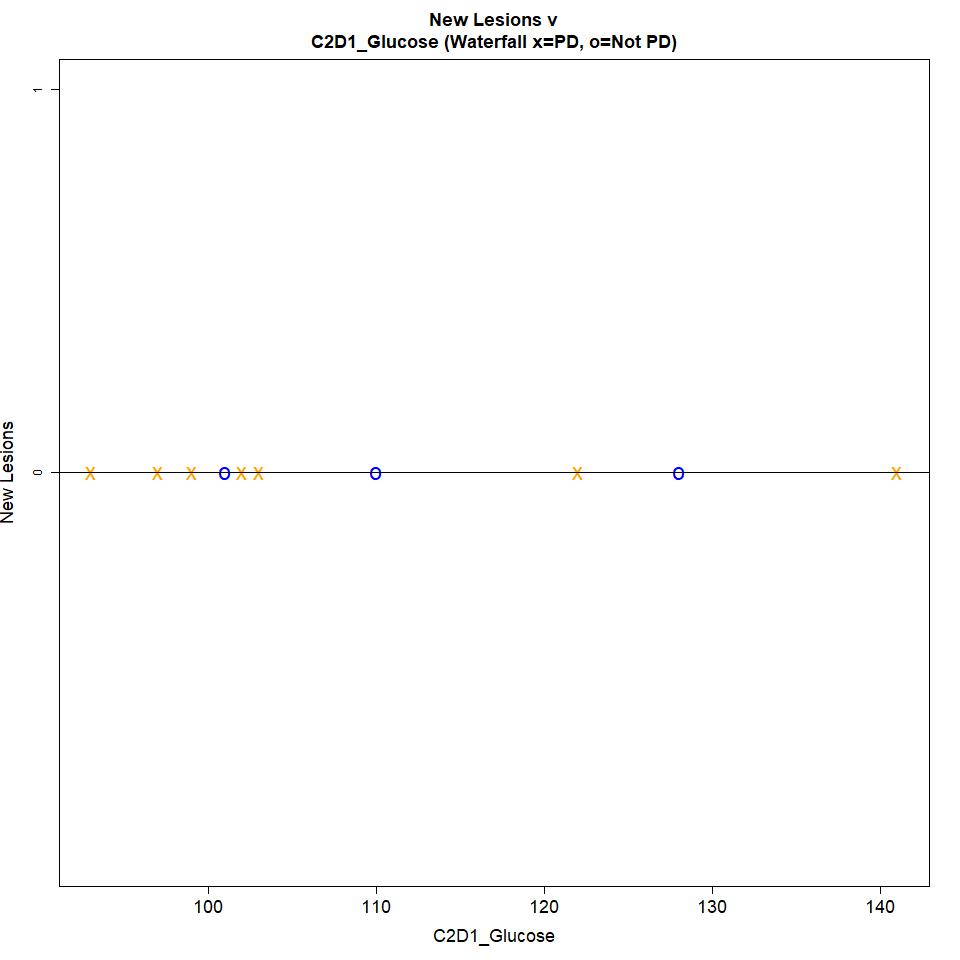 New Lesions v
C2D1_Glucose (Waterfall x=PD, o=Not PD)
1
0
New Lesions
x x x o x x o x o x
100 110 120 130 140
C2D1_Glucose